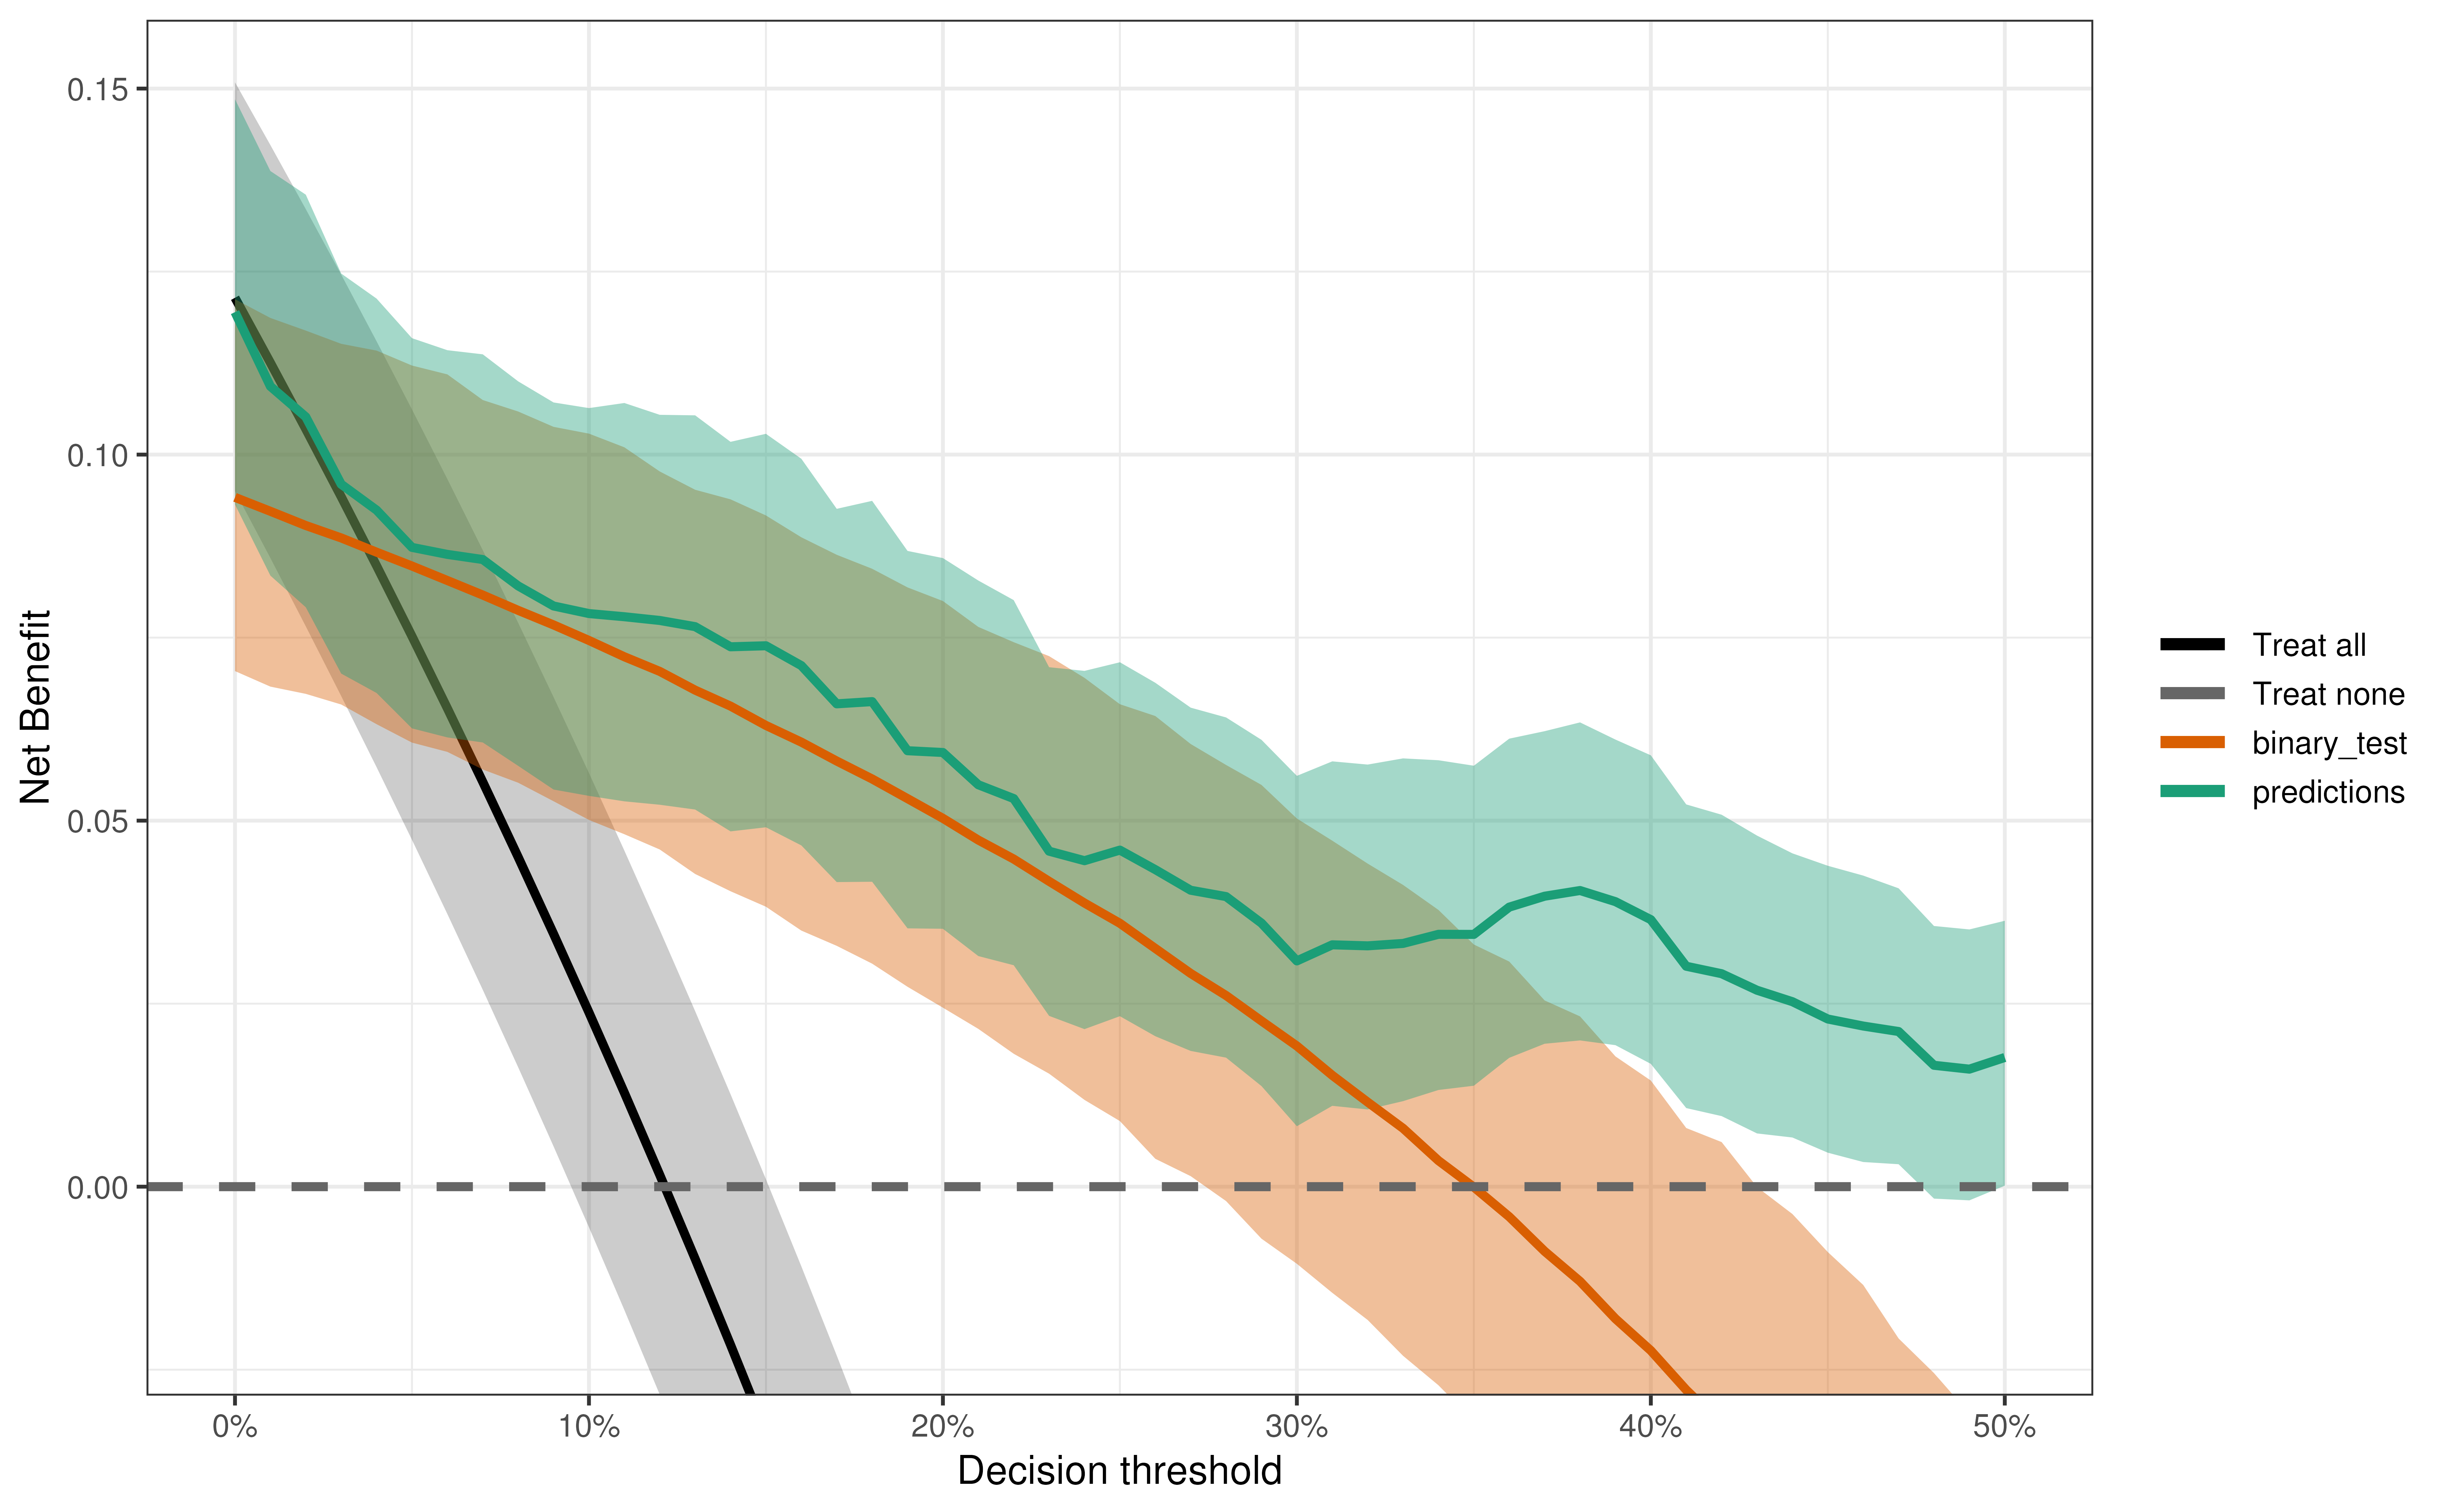 Net Benefit
0.15
0.10
0.05
0.00
0%
10%
20%
30%
40%
50%
Decision threshold
Treat all
Treat none
binary_test
predictions